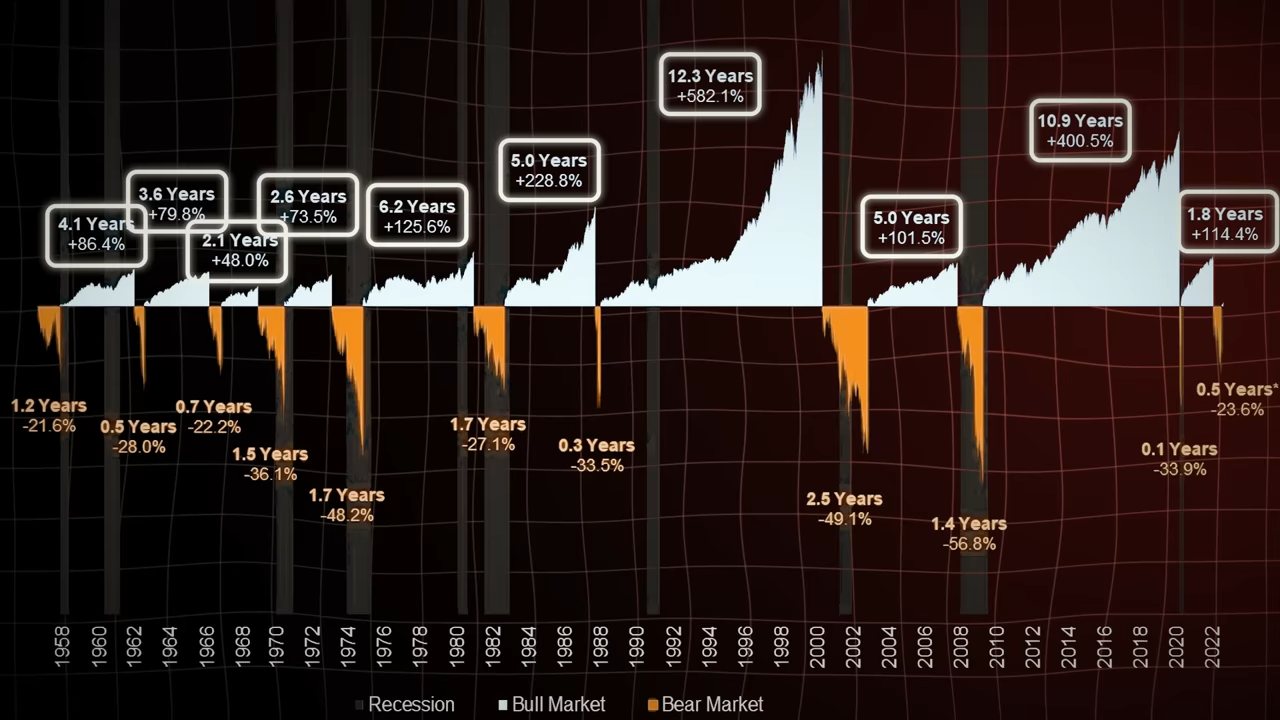 12.3 Years
+582.1%
10.9 Years
+400.5%
5.0 Years
+228.8%
3.6 Years
+79.8%
2.6 Years
+73.5%
6.2 Years
+125.6%
4.1 Years
+86.4%
2.1 Years
+48.0%
5.0 Years
+101.5%
1.8 Years
+114.4%
1.2 Years
-21.6%
0.5 Years
-28.0%
0.7 Years
-22.2%
1.5 Years
-36.1%
1.7 Years
-48.2%
1.7 Years
-27.1%
0.3 Years
-33.5%
2.5 Years
-49.1%
1.4 Years
-56.8%
0.1 Years
-33.9%
0.5 Years*
-23.6%
1958
1960
1962
1964
1966
1968
1970
1972
1974
1976
1978
1980
1982
1984
1986
1988
1990
1992
1994
1996
1998
2000
2002
2004
2006
2008
2010
2012
2014
2016
2018
2020
2022
Recession
Bull Market
Bear Market